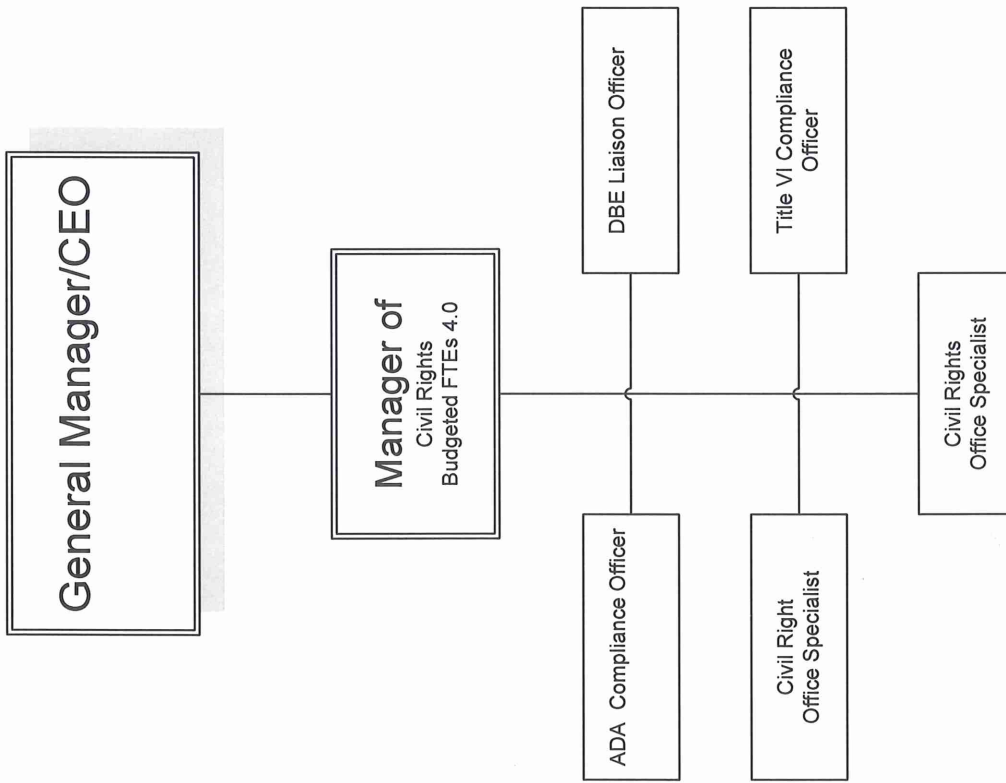 General Manager/CEO
Manager of
Civil Rights
Budgeted FTEs 4.0
ADA Compliance Officer
DBE Liaison Officer
Civil Right
Office Specialist
Title VI Compliance
Officer
Civil Rights
Office Specialist